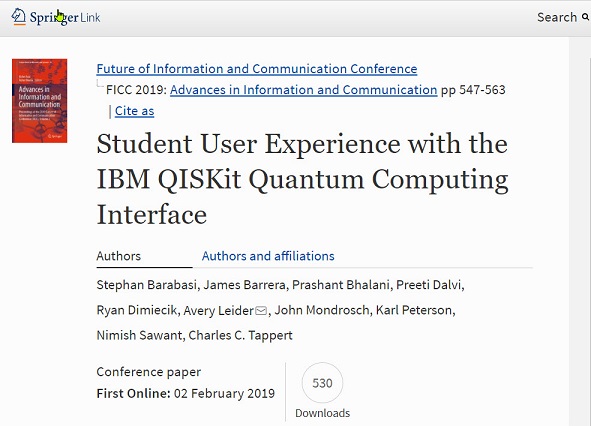 Springer Link
Search
Advances in
Information and
Communication
Future of Information and Communication Conference
FICC 2019: Advances in Information and Communication pp 547-563
| Cite as
Student User Experience with the
IBM QISKit Quantum Computing
Interface
Authors
Authors and affiliations
Stephan Barabasi, James Barrera, Prashant Bhalani, Preeti Dalvi,
Ryan Dimiecik, Avery Leider, John Mondrosch, Karl Peterson,
Nimish Sawant, Charles C. Tappert
Conference paper
First Online: 02 February 2019
530
Downloads